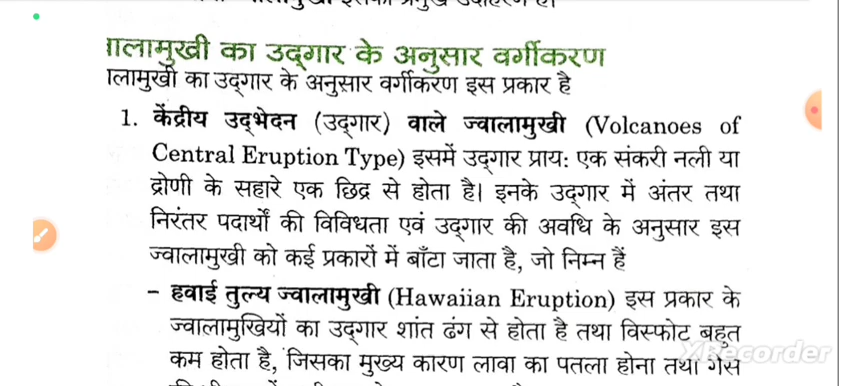 ालामुखी का उद्गार के अनुसार वर्गीकरण
ालामुखी का उद्गार के अनुसार वर्गीकरण इस प्रकार है
1. केंद्रीय उद्भेदन (उद्गार) वाले ज्वालामुखी (Volcanoes of
Central Eruption Type) इसमें उद्गार प्राय: एक संकरी नली या
द्रोणी के सहारे एक छिद्र से होता है। इनके उद्गार में अंतर तथा
निरंतर पदार्थों की विविधता एवं उद्गार की अवधि के अनुसार इस
ज्वालामुखी को कई प्रकारों में बाँटा जाता है, जो निम्न हैं
– हवाई तुल्य ज्वालामुखी (Hawaiian Eruption) इस प्रकार के
ज्वालामुखियों का उद्गार शांत ढंग से होता है तथा विस्फोट बहुत
कम होता है, जिसका मुख्य कारण लावा का पतला होना तथा गैस
XRecorder